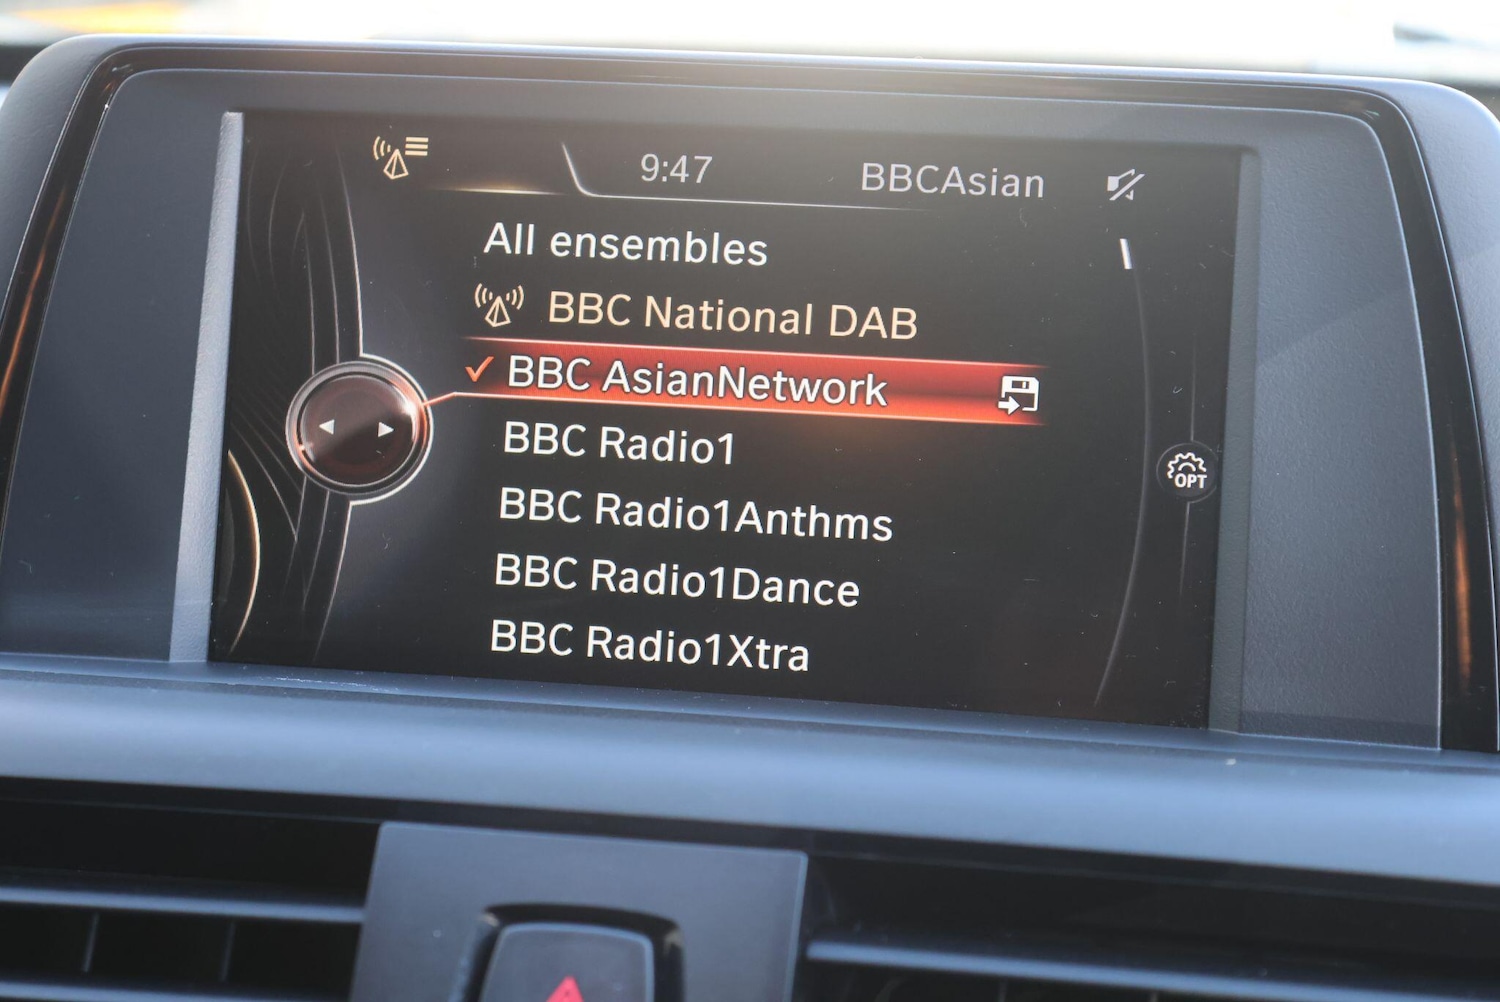 9:47 BBCAsian
All ensembles
BBC National DAB
BBC AsianNetwork
BBC Radio1
OPT
BBC Radio1Anthms
BBC Radio1Dance
BBC Radio1Xtra